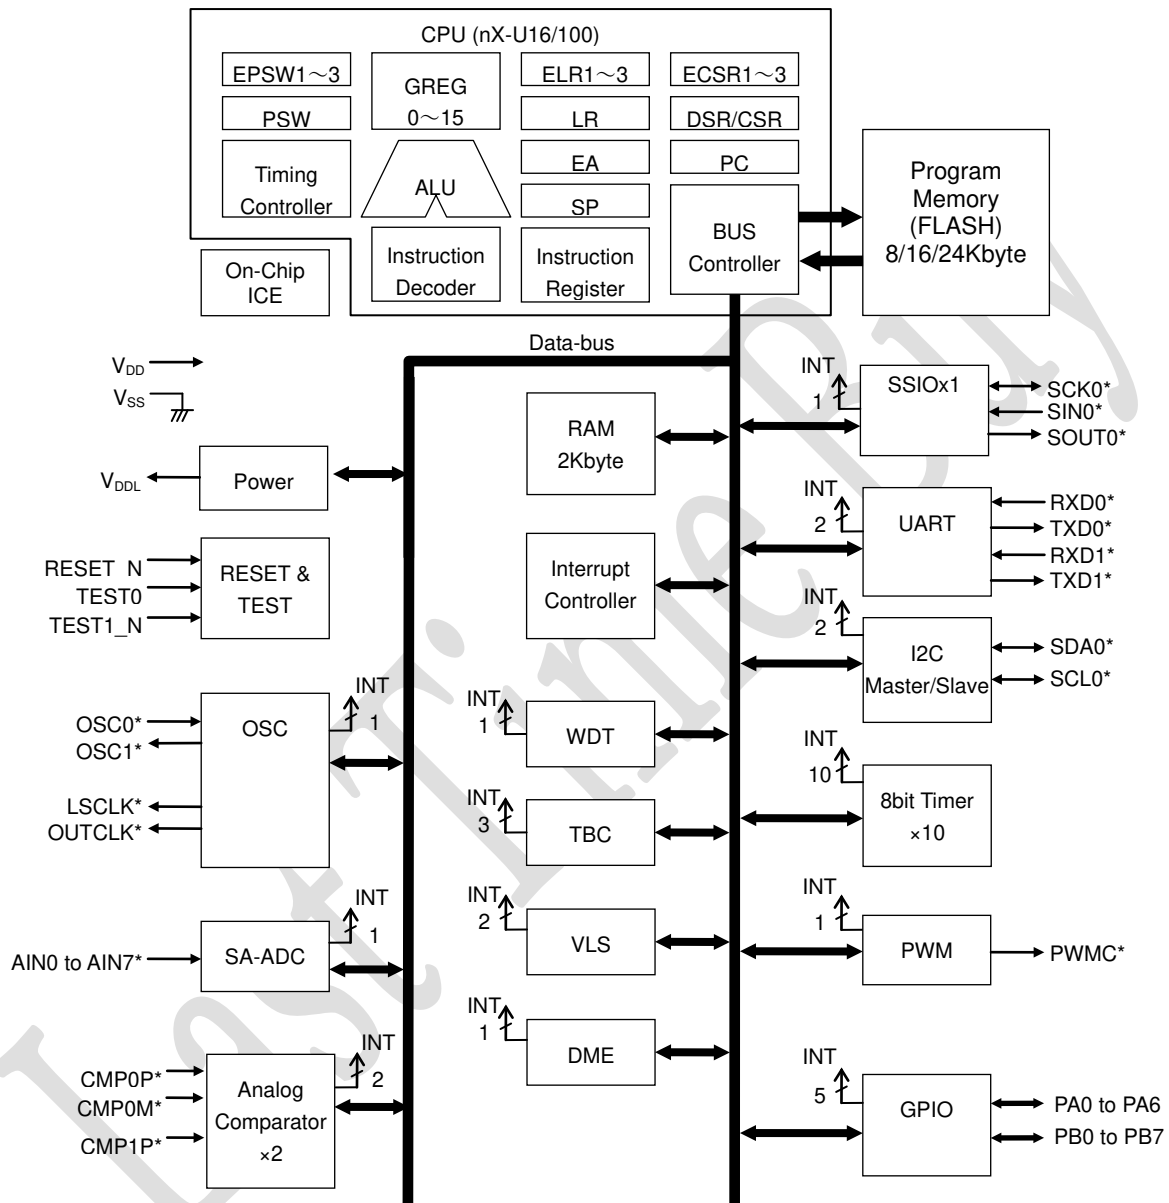 CPU (nX-U16/100)
EPSW1～3
GREG
0～15
ELR1～3
ECSR1～3
PSW
LR
DSR/CSR
Timing
Controller
ALU
EA
PC
SP
BUS
Controller
Program
Memory
(FLASH)
8/16/24Kbyte
On-Chip
ICE
Instruction
Decoder
Instruction
Register
Data-bus
VDD
VSS
VDDL
Power
RESET_N
TEST0
TEST1_N
RESET &
TEST
OSC0*
OSC1*
LSCLK*
OUTCLK*
OSC
INT
1
AIN0 to AIN7*
SA-ADC
INT
1
CMP0P*
CMP0M*
CMP1P*
Analog
Comparator
×2
INT
2
RAM
2Kbyte
Interrupt
Controller
INT
1
WDT
INT
3
TBC
INT
2
VLS
INT
1
DME
INT
1
SSIOx1
SCK0*
SIN0*
SOUT0*
INT
2
UART
RXD0*
TXD0*
RXD1*
TXD1*
INT
2
I2C
Master/Slave
SDA0*
SCL0*
INT
10
8bit Timer
×10
INT
1
PWM
PWMC*
INT
5
GPIO
PA0 to PA6
PB0 to PB7
Last Time Buy